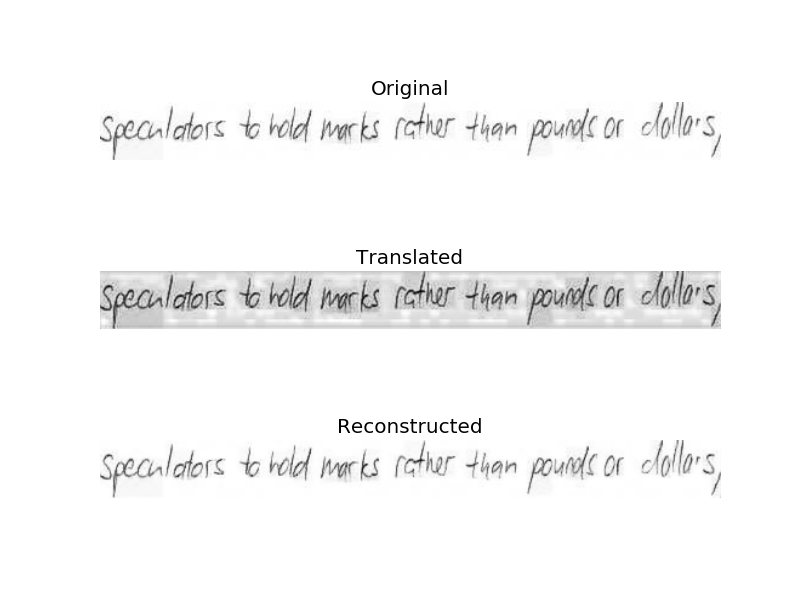 Original
Speculators to hold marks rather than pounds or dollars,
Translated
Speculators to hold marks rather than pounds or dollars,
Reconstructed
Speculators to hold marks rather than pounds or dollars,